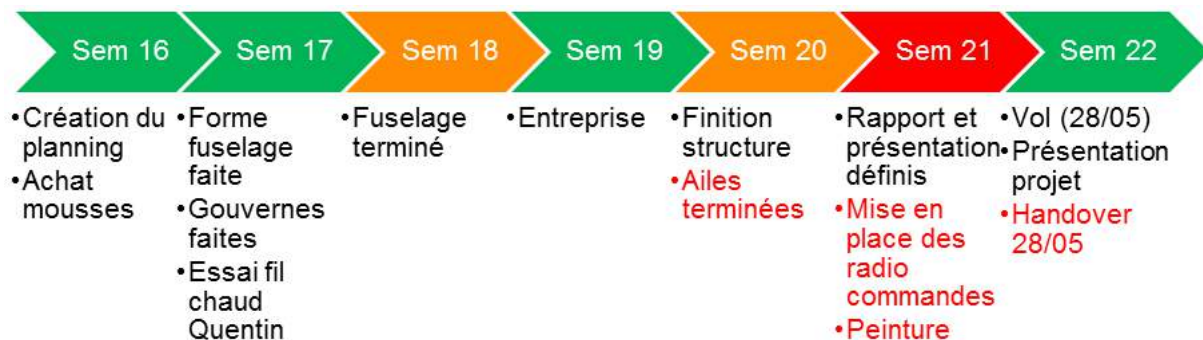 Sem 16
Sem 17
Sem 18
Sem 19
Sem 20
Sem 21
Sem 22
•Création du
planning
•Achat
mousses
•Forme
fuselage
faite
•Gouvernes
faites
•Essai fil
chaud
Quentin
•Fuselage
terminé
•Entreprise
•Finition
structure
•Ailes
terminées
•Rapport et
présentation
définis
•Mise en
place des
radio
commandes
•Peinture
•Vol (28/05)
•Présentation
projet
•Handover
28/05